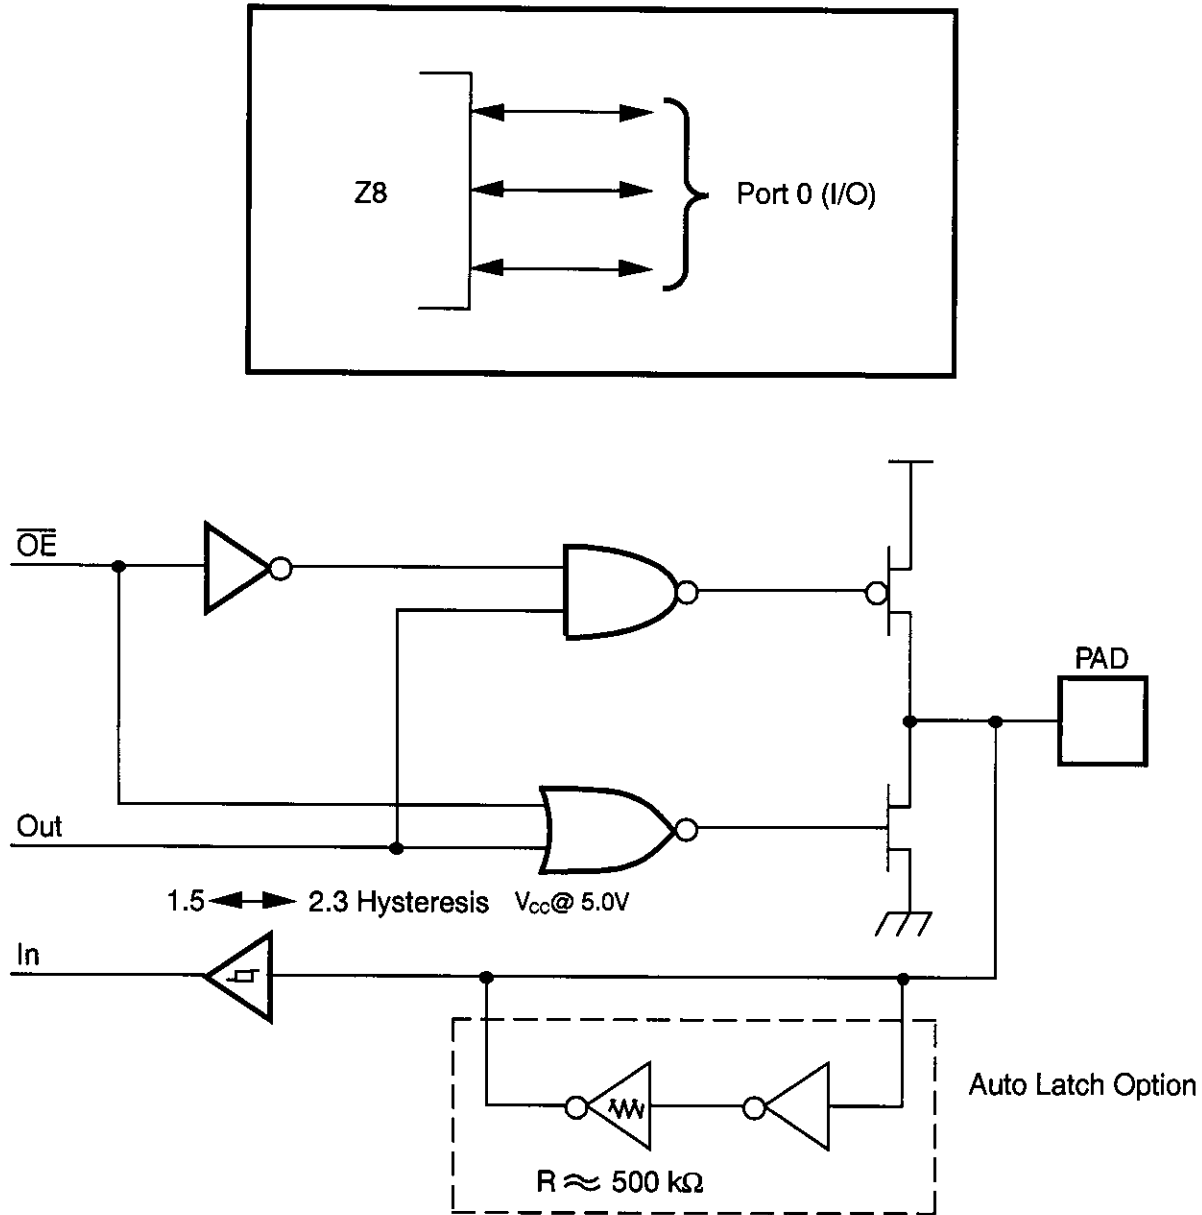 Z8
Port 0 (I/O)
O̅E̅
PAD
Out
1.5 2.3 Hysteresis VCC@ 5.0V
In
Auto Latch Option
R ≈ 500 kΩ